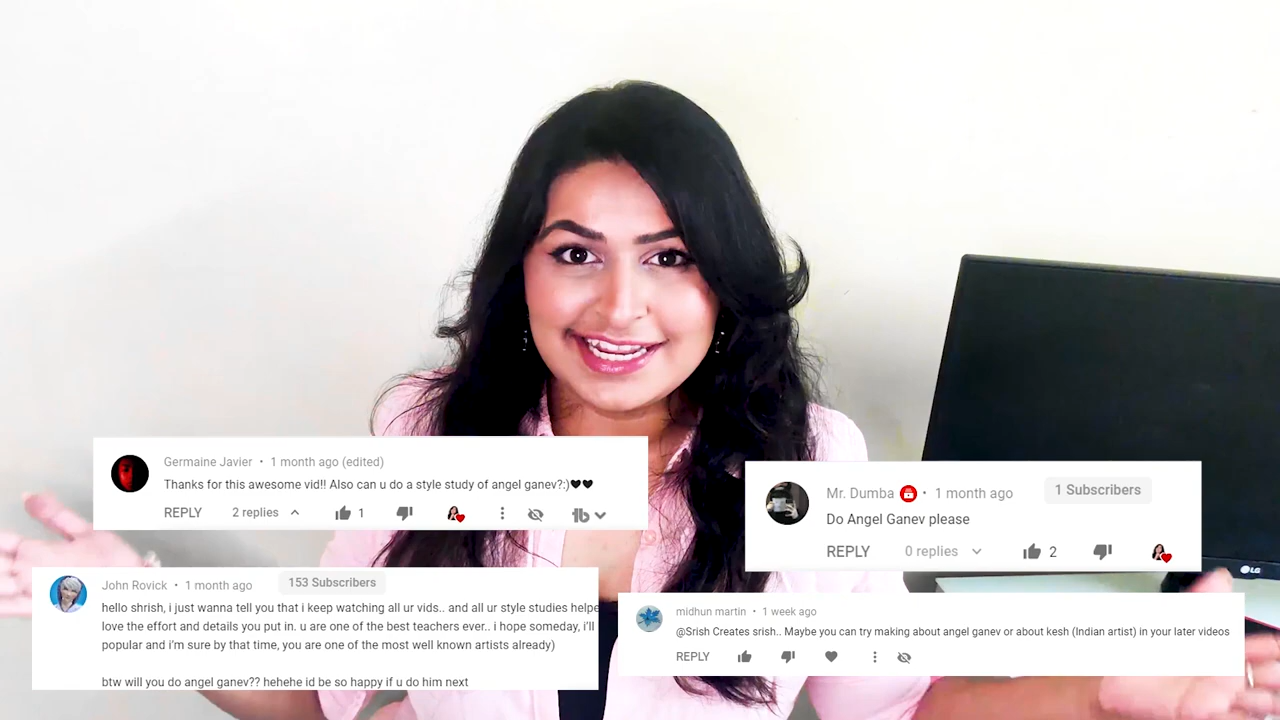 Germaine Javier • 1 month ago (edited)
Thanks for this awesome vid!! Also can u do a style study of angel ganev?:)🖤🖤
REPLY 2 replies 1
Mr. Dumba • 1 month ago 1 Subscribers
Do Angel Ganev please
REPLY 0 replies 2
John Rovick • 1 month ago 153 Subscribers
hello shrish, i just wanna tell you that i keep watching all ur vids.. and all ur style studies helpe
love the effort and details you put in. u are one of the best teachers ever.. i hope someday, i'll
popular and i'm sure by that time, you are one of the most well known artists already)
btw will you do angel ganev?? hehehe id be so happy if u do him next
midhun martin • 1 week ago
@Srish Creates srish.. Maybe you can try making about angel ganev or about kesh (Indian artist) in your later videos
REPLY
LG